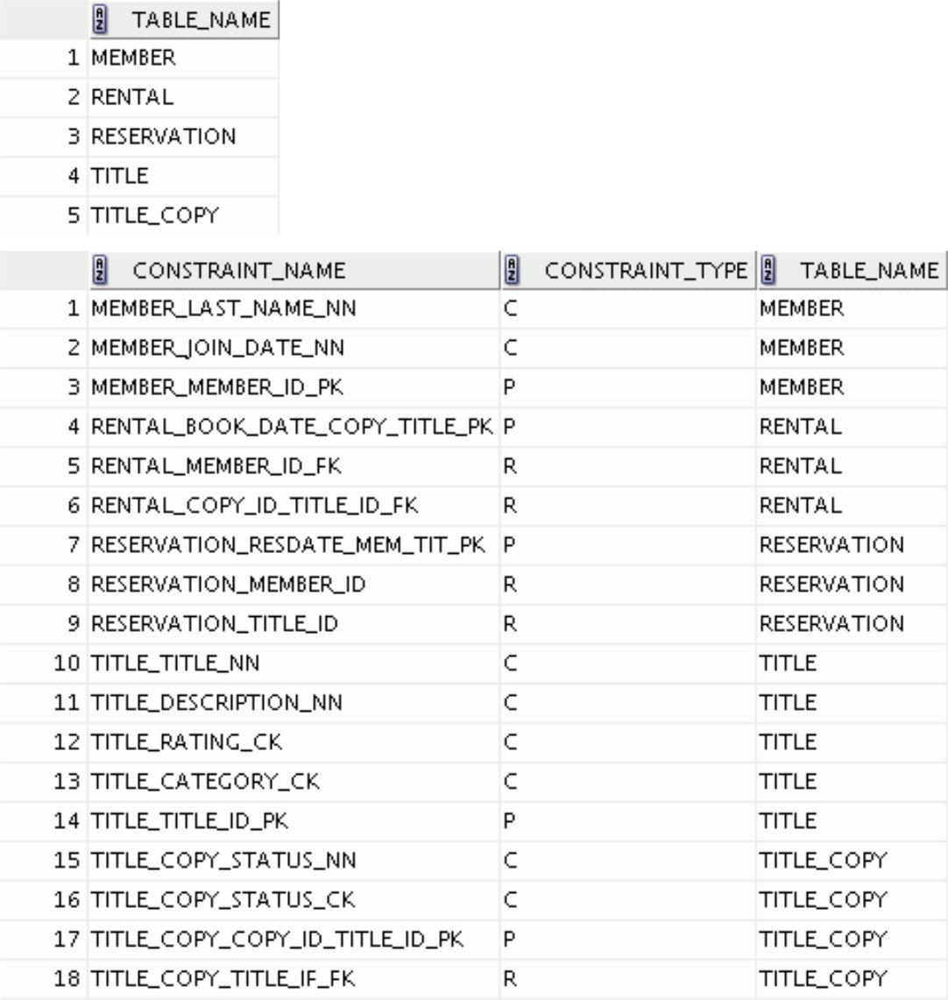 TABLE_NAME
1 MEMBER
2 RENTAL
3 RESERVATION
4 TITLE
5 TITLE_COPY
CONSTRAINT_NAME CONSTRAINT_TYPE TABLE_NAME
1 MEMBER_LAST_NAME_NN C MEMBER
2 MEMBER_JOIN_DATE_NN C MEMBER
3 MEMBER_MEMBER_ID_PK P MEMBER
4 RENTAL_BOOK_DATE_COPY_TITLE_PK P RENTAL
5 RENTAL_MEMBER_ID_FK R RENTAL
6 RENTAL_COPY_ID_TITLE_ID_FK R RENTAL
7 RESERVATION_RESDATE_MEM_TIT_PK P RESERVATION
8 RESERVATION_MEMBER_ID R RESERVATION
9 RESERVATION_TITLE_ID R RESERVATION
10 TITLE_TITLE_NN C TITLE
11 TITLE_DESCRIPTION_NN C TITLE
12 TITLE_RATING_CK C TITLE
13 TITLE_CATEGORY_CK C TITLE
14 TITLE_TITLE_ID_PK P TITLE
15 TITLE_COPY_STATUS_NN C TITLE_COPY
16 TITLE_COPY_STATUS_CK C TITLE_COPY
17 TITLE_COPY_COPY_ID_TITLE_ID_PK P TITLE_COPY
18 TITLE_COPY_TITLE_IF_FK R TITLE_COPY